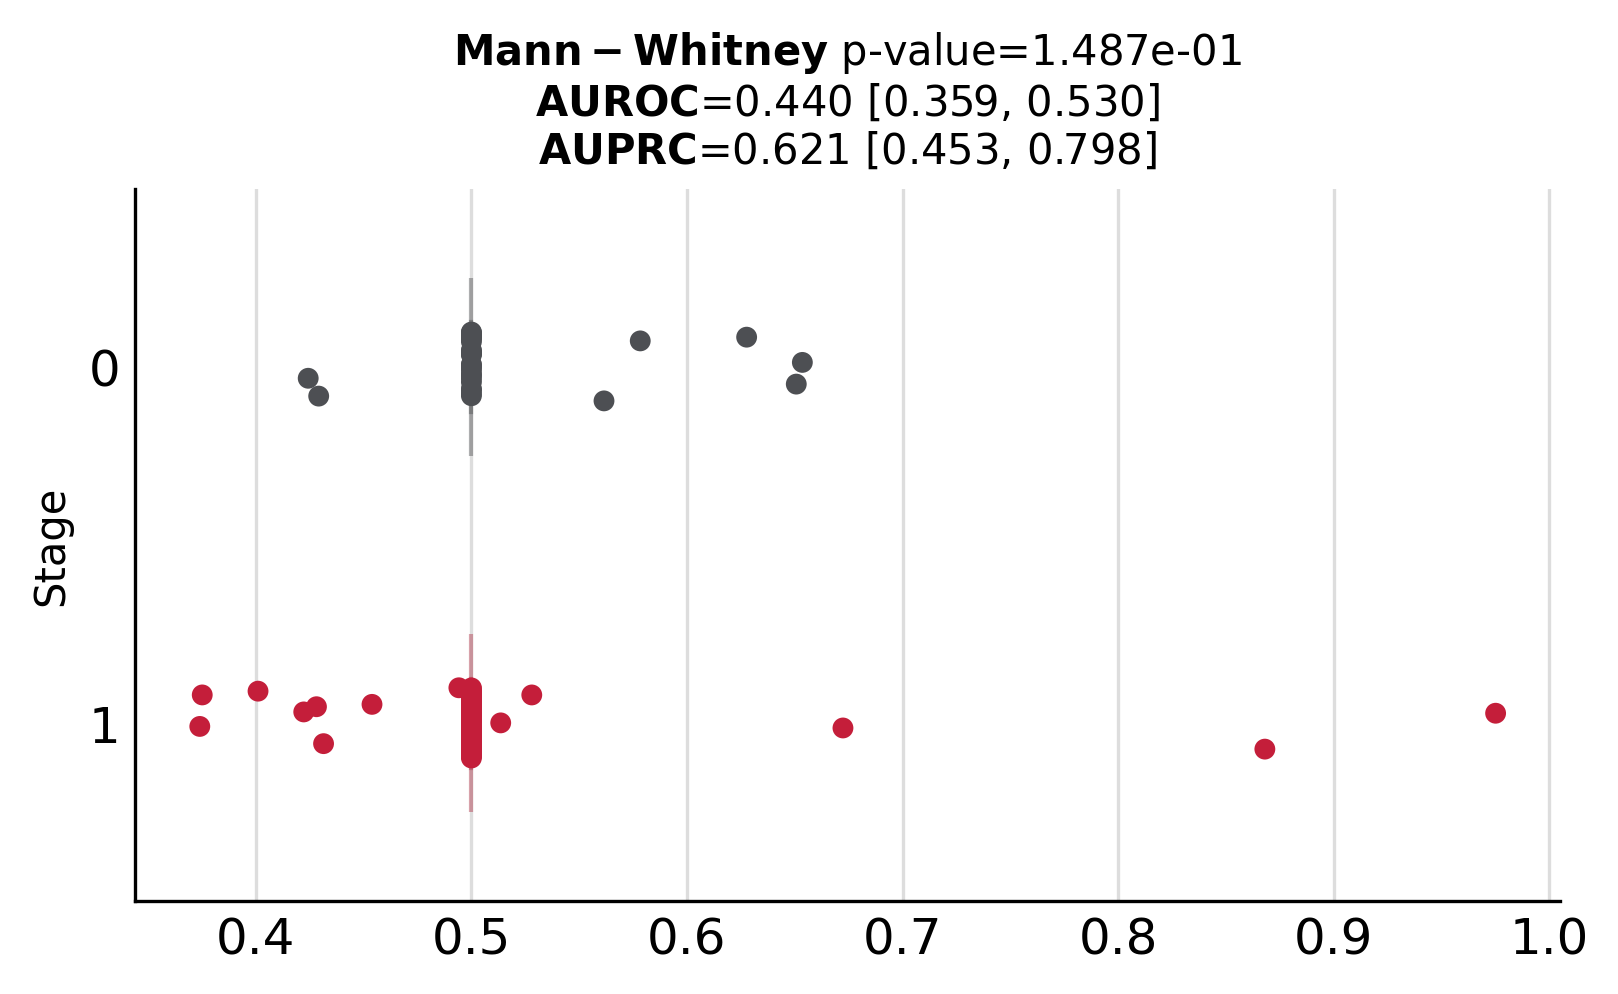 Mann − Whitney p-value=1.487e-01
AUROC=0.440 [0.359, 0.530]
AUPRC=0.621 [0.453, 0.798]
0
Stage
1
0.4 0.5 0.6 0.7 0.8 0.9 1.0